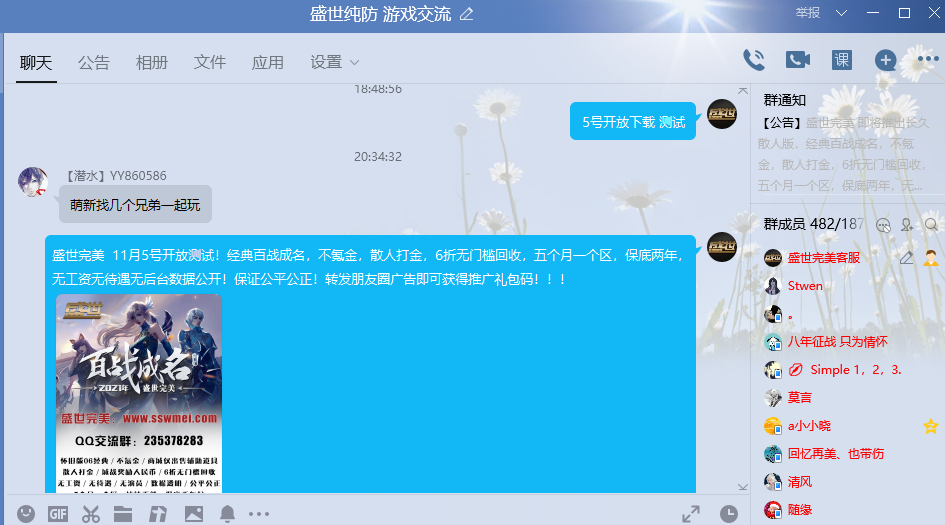 盛世纯防 游戏交流
举报
聊天 公告 相册 文件 应用 设置
课
18:48:56
5号开放下载 测试
20:34:32
【潜水】YY860586
萌新找几个兄弟一起玩
盛世完美 11月5号开放测试！经典百战成名，不氪金，散人打金，6折无门槛回收，五个月一个区，保底两年，
无工资无待遇无后台数据公开！保证公平公正！转发朋友圈广告即可获得推广礼包码！！！
百战成名
2021年 盛世完美
盛世完美：www.sswmei.com
QQ交流群：235378283
怀旧版06经典 / 不氪金 / 商城仅出售辅助道具
散人打金 / 城战奖励人民币 / 6折无门槛回收
无工资 / 无待遇 / 无演员 / 数据透明 / 公平公正
GIF
群通知
【公告】盛世完美 即将推出长久
散人版，经典百战成名，不氪
金，散人打金，6折无门槛回收，
五个月一个区，保底两年，无...
群成员 482/187
盛世完美客服
Stwen
。
八年征战 只为情怀
Simple 1，2，3.
莫言
a小小晓
回忆再美、也带伤
清风
随缘